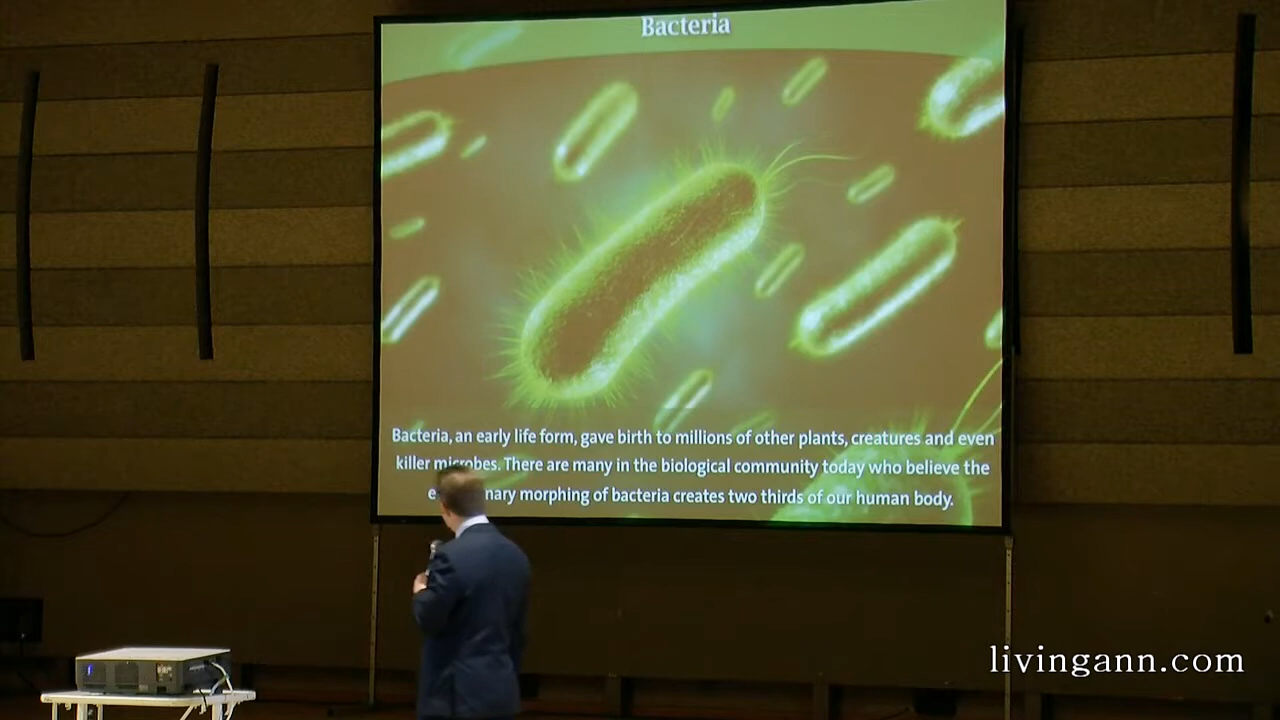 Bacteria
Bacteria, an early life form, gave birth to millions of other plants, creatures and even
killer microbes. There are many in the biological community today who believe the
morphing of bacteria creates two thirds of our human body.
livingann.com